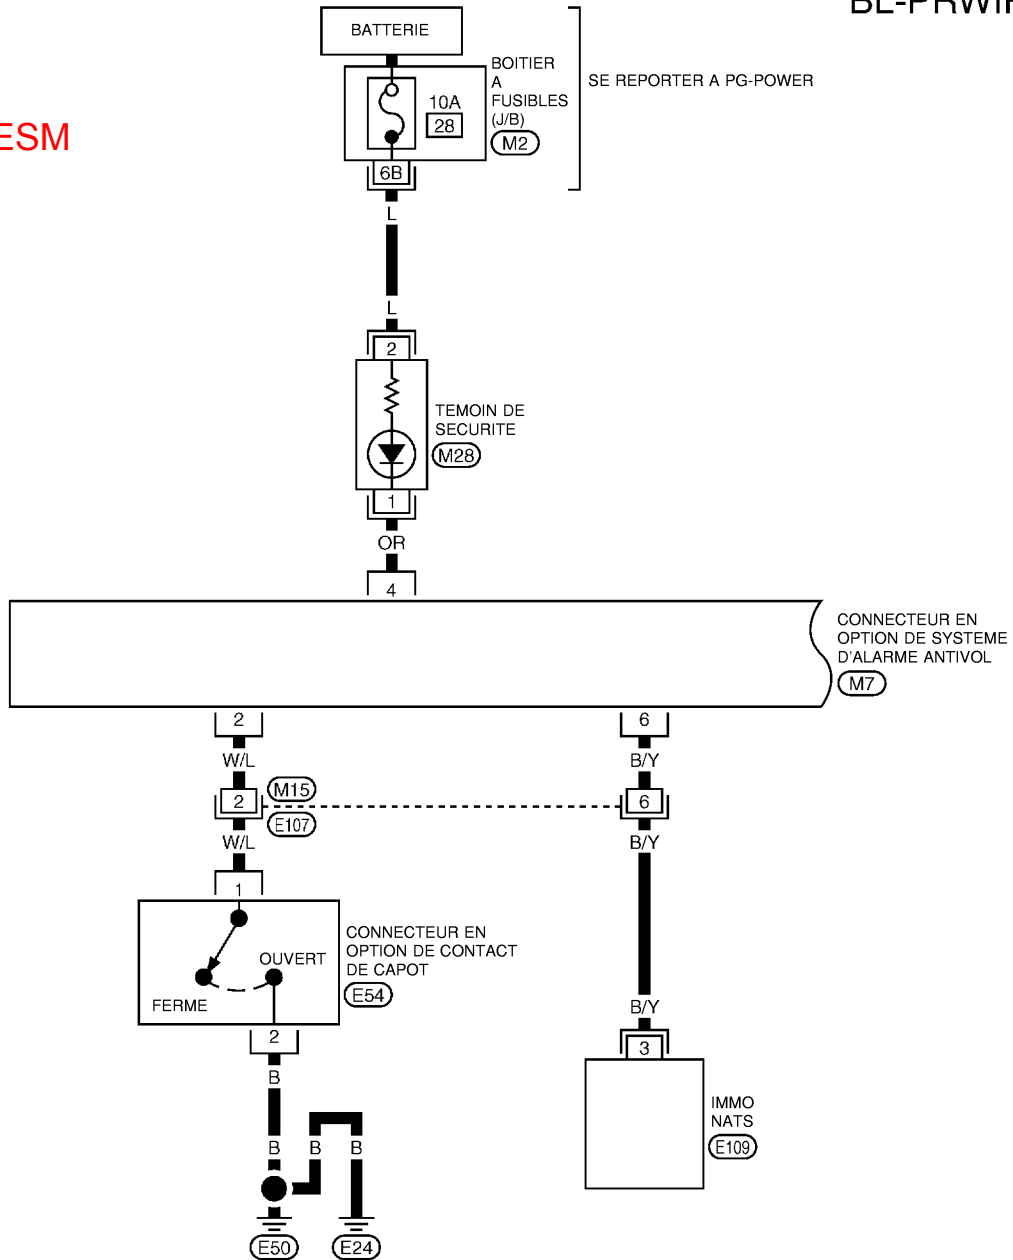 BATTERIE
BOITIER
A
FUSIBLES
(J/B)
M2
10A
28
6B
SE REPORTER A PG-POWER
ESM
L
L
2
TEMOIN DE
SECURITE
M28
1
OR
4
CONNECTEUR EN
OPTION DE SYSTEME
D'ALARME ANTIVOL
M7
2
6
W/L
B/Y
2
M15
E107
6
W/L
B/Y
1
CONNECTEUR EN
OPTION DE CONTACT
DE CAPOT
E54
OUVERT
FERME
2
B
B/Y
3
IMMO
NATS
E109
B
B
B
E50
E24